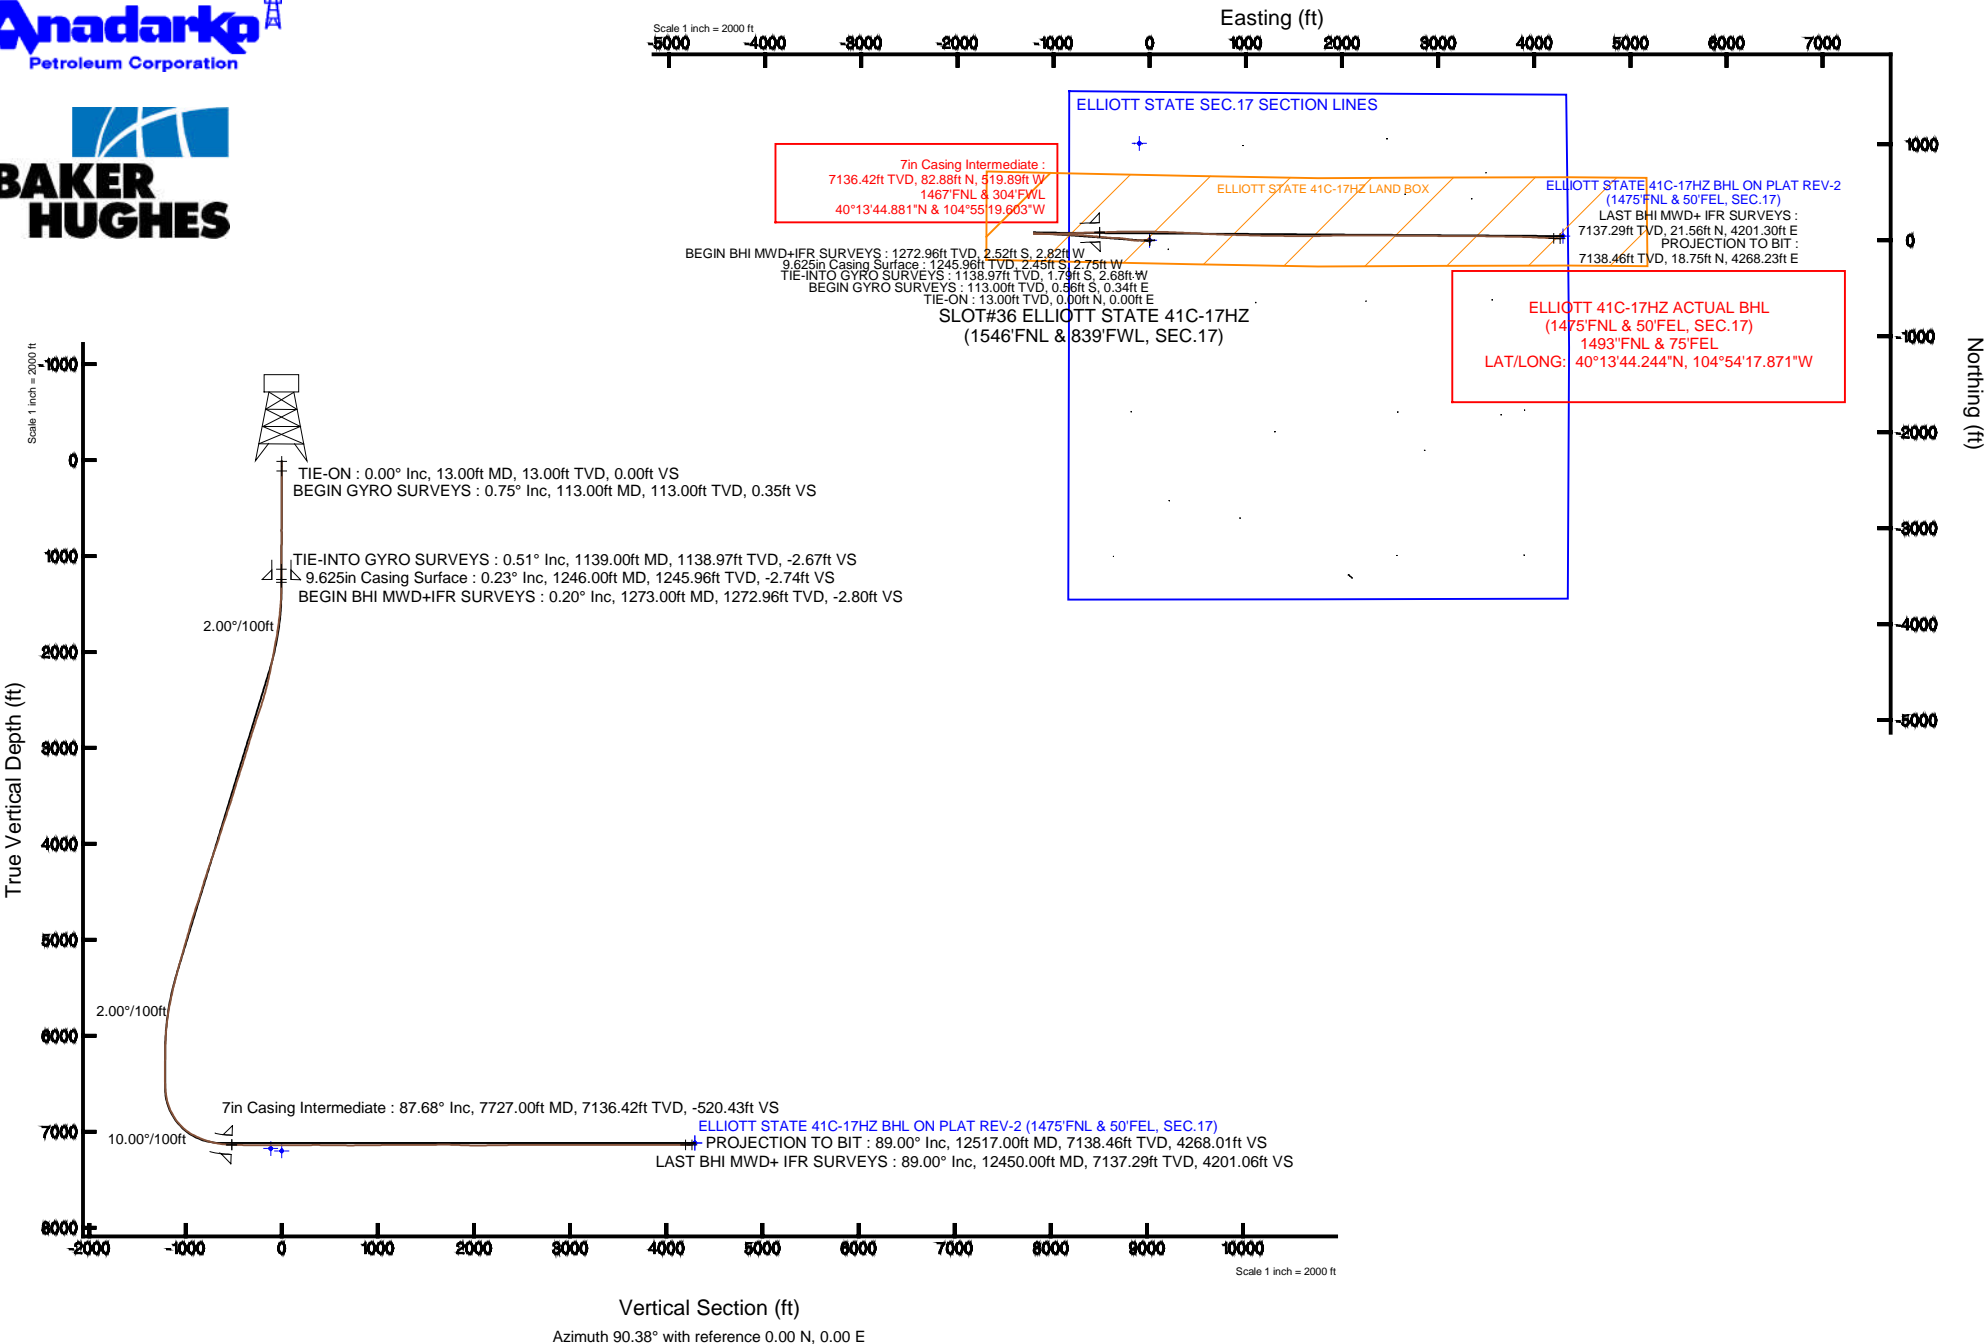 Anadarko
Petroleum Corporation
BAKER
HUGHES
Easting (ft)
Scale 1 inch = 2000 ft
-5000 -4000 -3000 -2000 -1000 0 1000 2000 3000 4000 5000 6000 7000
ELLIOTT STATE SEC.17 SECTION LINES
7in Casing Intermediate :
7136.42ft TVD, 82.88ft N, 519.89ft W
1467'FNL & 304'FWL
40°13'44.881"N & 104°55'19.603"W
ELLIOTT STATE 41C-17HZ LAND BOX
ELLIOTT STATE 41C-17HZ BHL ON PLAT REV-2
(1475'FNL & 50'FEL, SEC.17)
LAST BHI MWD+ IFR SURVEYS :
7137.29ft TVD, 21.56ft N, 4201.30ft E
PROJECTION TO BIT :
7138.46ft TVD, 18.75ft N, 4268.23ft E
BEGIN BHI MWD+IFR SURVEYS : 1272.96ft TVD, 2.52ft S, 2.82ft W
9.625in Casing Surface : 1245.96ft TVD, 2.45ft S, 2.75ft W
TIE-INTO GYRO SURVEYS : 1138.97ft TVD, 1.79ft S, 2.68ft W
BEGIN GYRO SURVEYS : 113.00ft TVD, 0.56ft S, 0.34ft E
TIE-ON : 13.00ft TVD, 0.00ft N, 0.00ft E
SLOT#36 ELLIOTT STATE 41C-17HZ
(1546'FNL & 839'FWL, SEC.17)
ELLIOTT 41C-17HZ ACTUAL BHL
(1475'FNL & 50'FEL, SEC.17)
1493"FNL & 75'FEL
LAT/LONG: 40°13'44.244"N, 104°54'17.871"W
1000
0
-1000
-2000
-3000
-4000
-5000
Northing (ft)
Scale 1 inch = 2000 ft
-1000
0
1000
2000
3000
4000
5000
6000
7000
8000
True Vertical Depth (ft)
TIE-ON : 0.00° Inc, 13.00ft MD, 13.00ft TVD, 0.00ft VS
BEGIN GYRO SURVEYS : 0.75° Inc, 113.00ft MD, 113.00ft TVD, 0.35ft VS
TIE-INTO GYRO SURVEYS : 0.51° Inc, 1139.00ft MD, 1138.97ft TVD, -2.67ft VS
9.625in Casing Surface : 0.23° Inc, 1246.00ft MD, 1245.96ft TVD, -2.74ft VS
BEGIN BHI MWD+IFR SURVEYS : 0.20° Inc, 1273.00ft MD, 1272.96ft TVD, -2.80ft VS
2.00°/100ft
2.00°/100ft
7in Casing Intermediate : 87.68° Inc, 7727.00ft MD, 7136.42ft TVD, -520.43ft VS
10.00°/100ft
ELLIOTT STATE 41C-17HZ BHL ON PLAT REV-2 (1475'FNL & 50'FEL, SEC.17)
PROJECTION TO BIT : 89.00° Inc, 12517.00ft MD, 7138.46ft TVD, 4268.01ft VS
LAST BHI MWD+ IFR SURVEYS : 89.00° Inc, 12450.00ft MD, 7137.29ft TVD, 4201.06ft VS
-2000 -1000 0 1000 2000 3000 4000 5000 6000 7000 8000 9000 10000
Scale 1 inch = 2000 ft
Vertical Section (ft)
Azimuth 90.38° with reference 0.00 N, 0.00 E